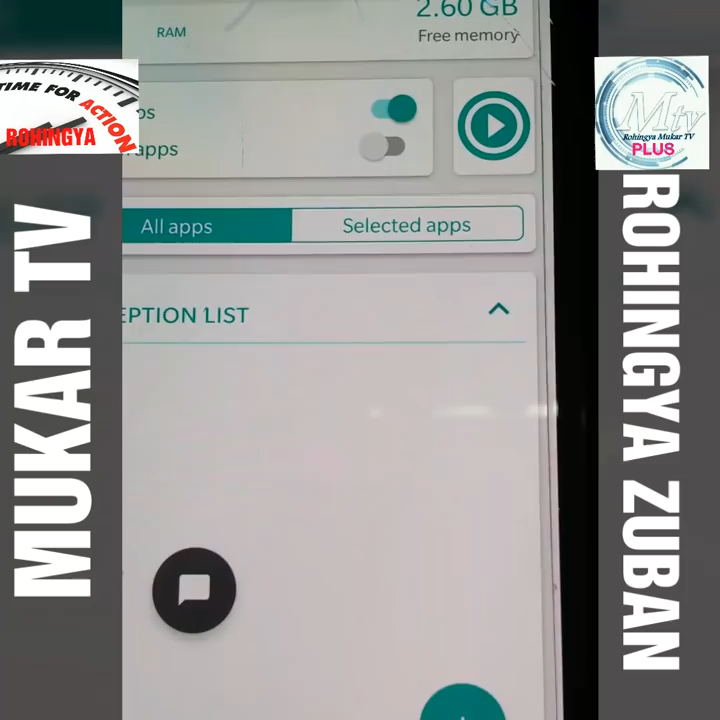 2.60 GB
RAM
Free memory
TIME FOR ACTION
ROHINGYA
Mtv
Rohingya Mukar TV
PLUS
apps
All apps
Selected apps
EPTION LIST
MUKAR TV
ROHINGYA ZUBAN